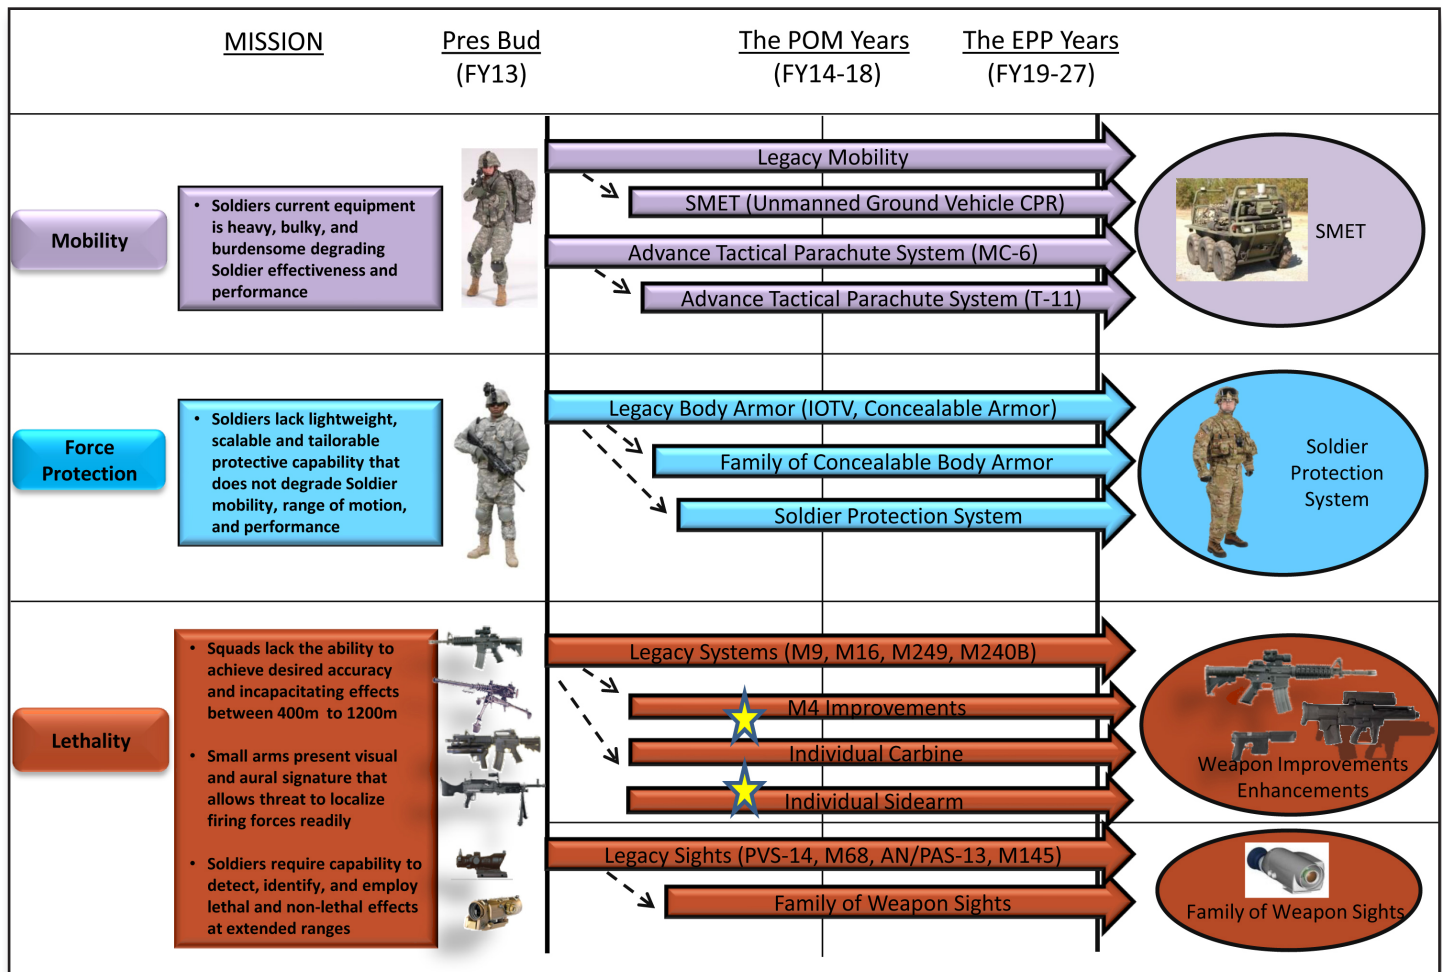 MISSION
Pres Bud
(FY13)
The POM Years
(FY14-18)
The EPP Years
(FY19-27)
Mobility
• Soldiers current equipment
is heavy, bulky, and
burdensome degrading
Soldier effectiveness and
performance
Legacy Mobility
SMET (Unmanned Ground Vehicle CPR)
Advance Tactical Parachute System (MC-6)
Advance Tactical Parachute System (T-11)
SMET
Force
Protection
• Soldiers lack lightweight,
scalable and tailorable
protective capability that
does not degrade Soldier
mobility, range of motion,
and performance
Legacy Body Armor (IOTV, Concealable Armor)
Family of Concealable Body Armor
Soldier Protection System
Soldier
Protection
System
Lethality
• Squads lack the ability to
achieve desired accuracy
and incapacitating effects
between 400m to 1200m
• Small arms present visual
and aural signature that
allows threat to localize
firing forces readily
• Soldiers require capability to
detect, identify, and employ
lethal and non-lethal effects
at extended ranges
Legacy Systems (M9, M16, M249, M240B)
M4 Improvements
Individual Carbine
Individual Sidearm
Weapon Improvements
Enhancements
Legacy Sights (PVS-14, M68, AN/PAS-13, M145)
Family of Weapon Sights
Family of Weapon Sights